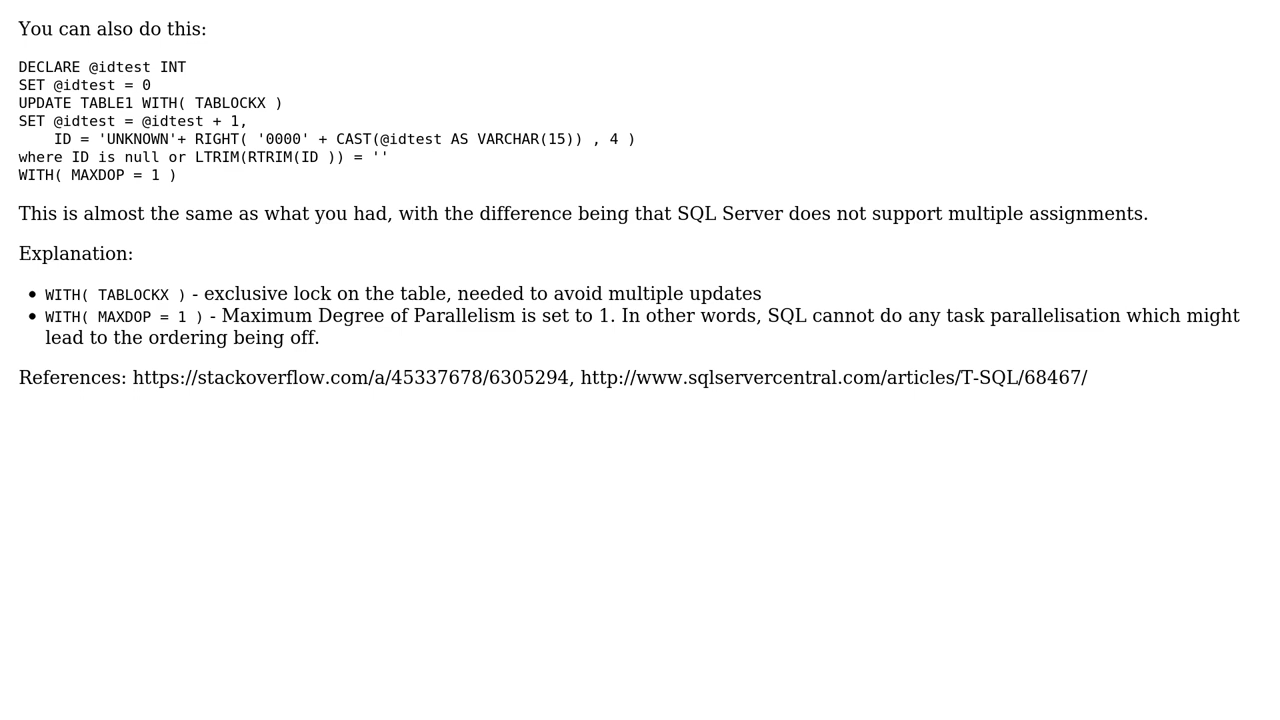 You can also do this:
DECLARE @idtest INT
SET @idtest = 0
UPDATE TABLE1 WITH( TABLOCKX )
SET @idtest = @idtest + 1,
    ID = 'UNKNOWN'+ RIGHT( '0000' + CAST(@idtest AS VARCHAR(15)) , 4 )
where ID is null or LTRIM(RTRIM(ID )) = ''
WITH( MAXDOP = 1 )
This is almost the same as what you had, with the difference being that SQL Server does not support multiple assignments.
Explanation:
• WITH( TABLOCKX ) - exclusive lock on the table, needed to avoid multiple updates
• WITH( MAXDOP = 1 ) - Maximum Degree of Parallelism is set to 1. In other words, SQL cannot do any task parallelisation which might
lead to the ordering being off.
References: https://stackoverflow.com/a/45337678/6305294, http://www.sqlservercentral.com/articles/T-SQL/68467/